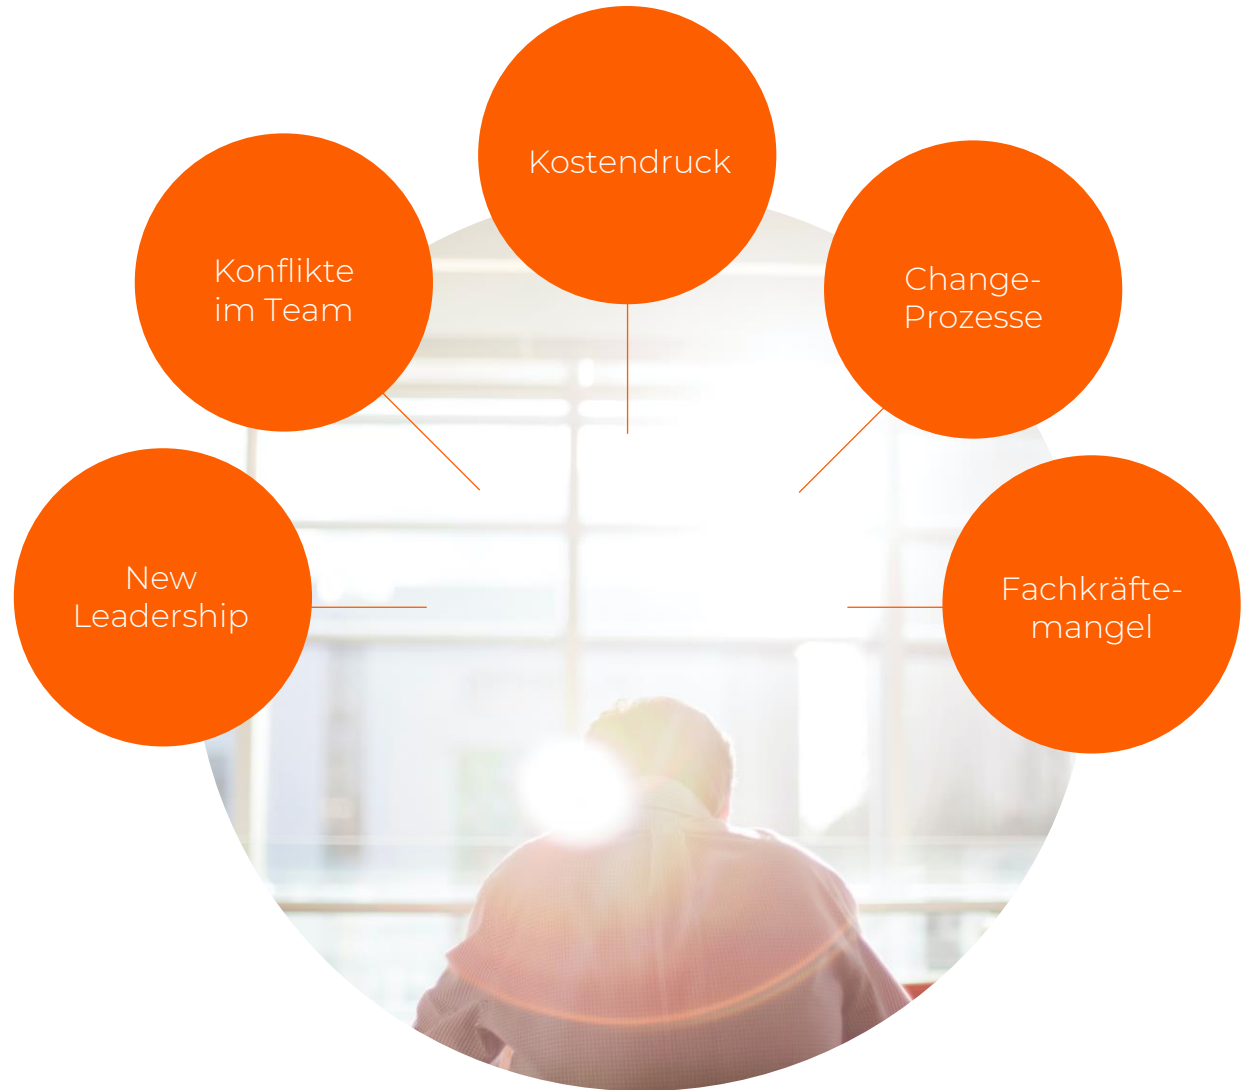 Kostendruck
Konflikte
im Team
Change-
Prozesse
New
Leadership
Fachkräfte-
mangel